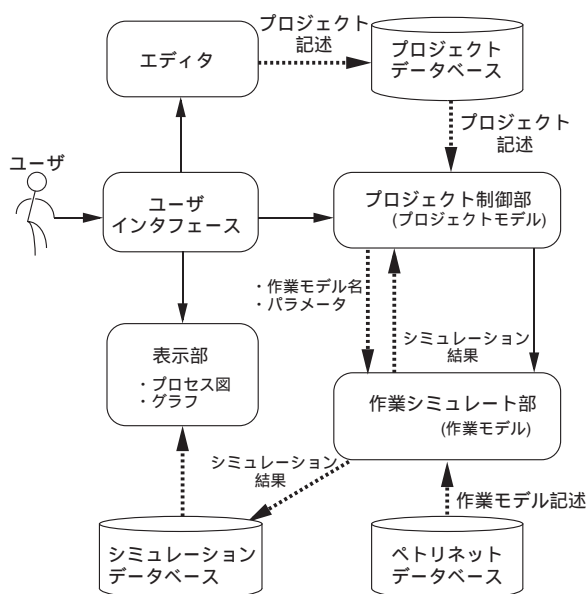 プロジェクト
記述
エディタ
プロジェクト
データベース
プロジェクト
記述
ユーザ
ユーザ
インタフェース
プロジェクト制御部
(プロジェクトモデル)
・作業モデル名
・パラメータ
シミュレーション
結果
表示部
・プロセス図
・グラフ
作業シミュレート部
(作業モデル)
シミュレーション
結果
作業モデル記述
シミュレーション
データベース
ペトリネット
データベース